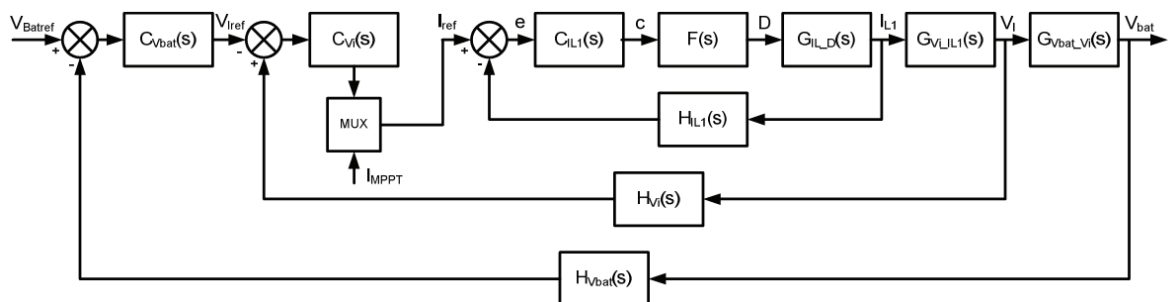 V_Batref
+
-
C_Vbat(s)
V_Iref
-
+
C_Vi(s)
MUX
I_MPPT
I_ref
+
-
e
C_IL1(s)
c
F(s)
D
G_IL_D(s)
I_L1
G_Vi_IL1(s)
V_I
G_Vbat_Vi(s)
V_bat
H_IL1(s)
H_Vi(s)
H_Vbat(s)